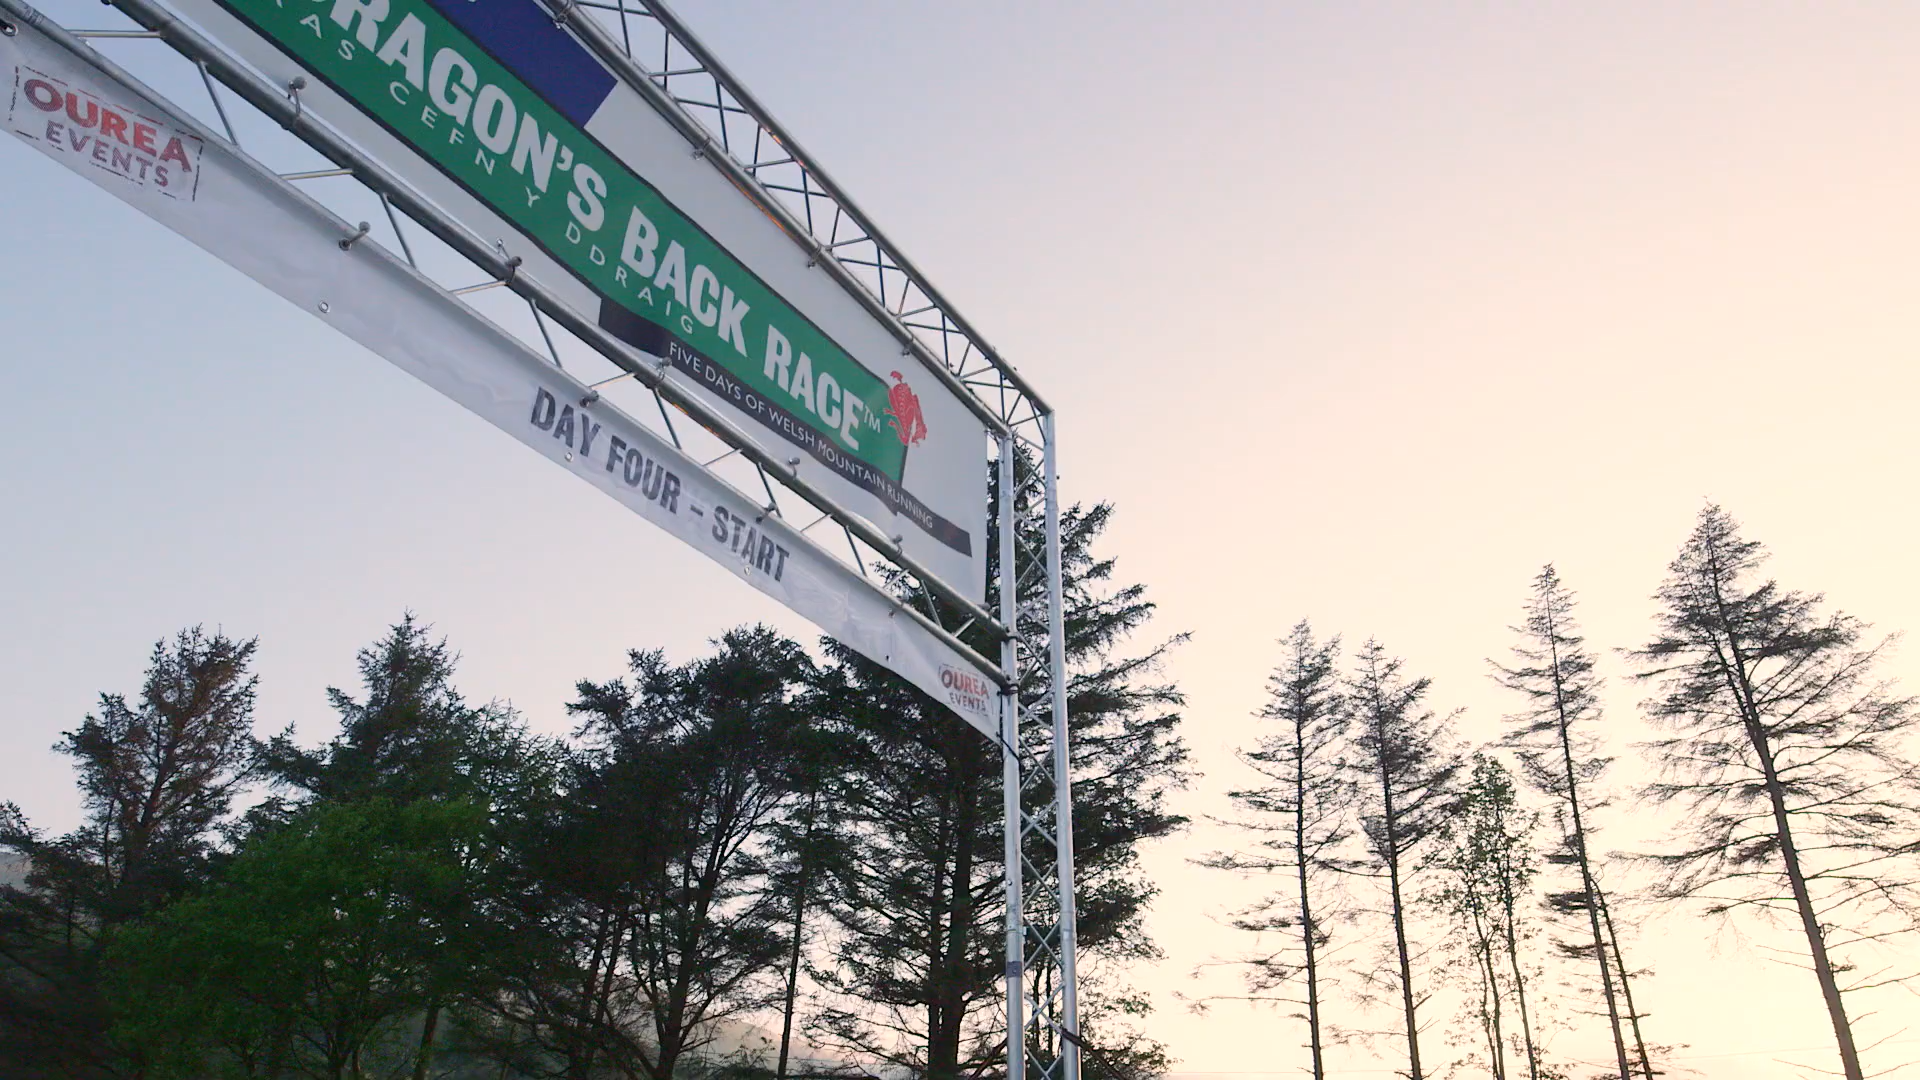 RAGON'S BACK RACE™
RAS CEFN Y DDRAIG
FIVE DAYS OF WELSH MOUNTAIN RUNNING
OUREA
EVENTS
DAY FOUR – START
OUREA
EVENTS